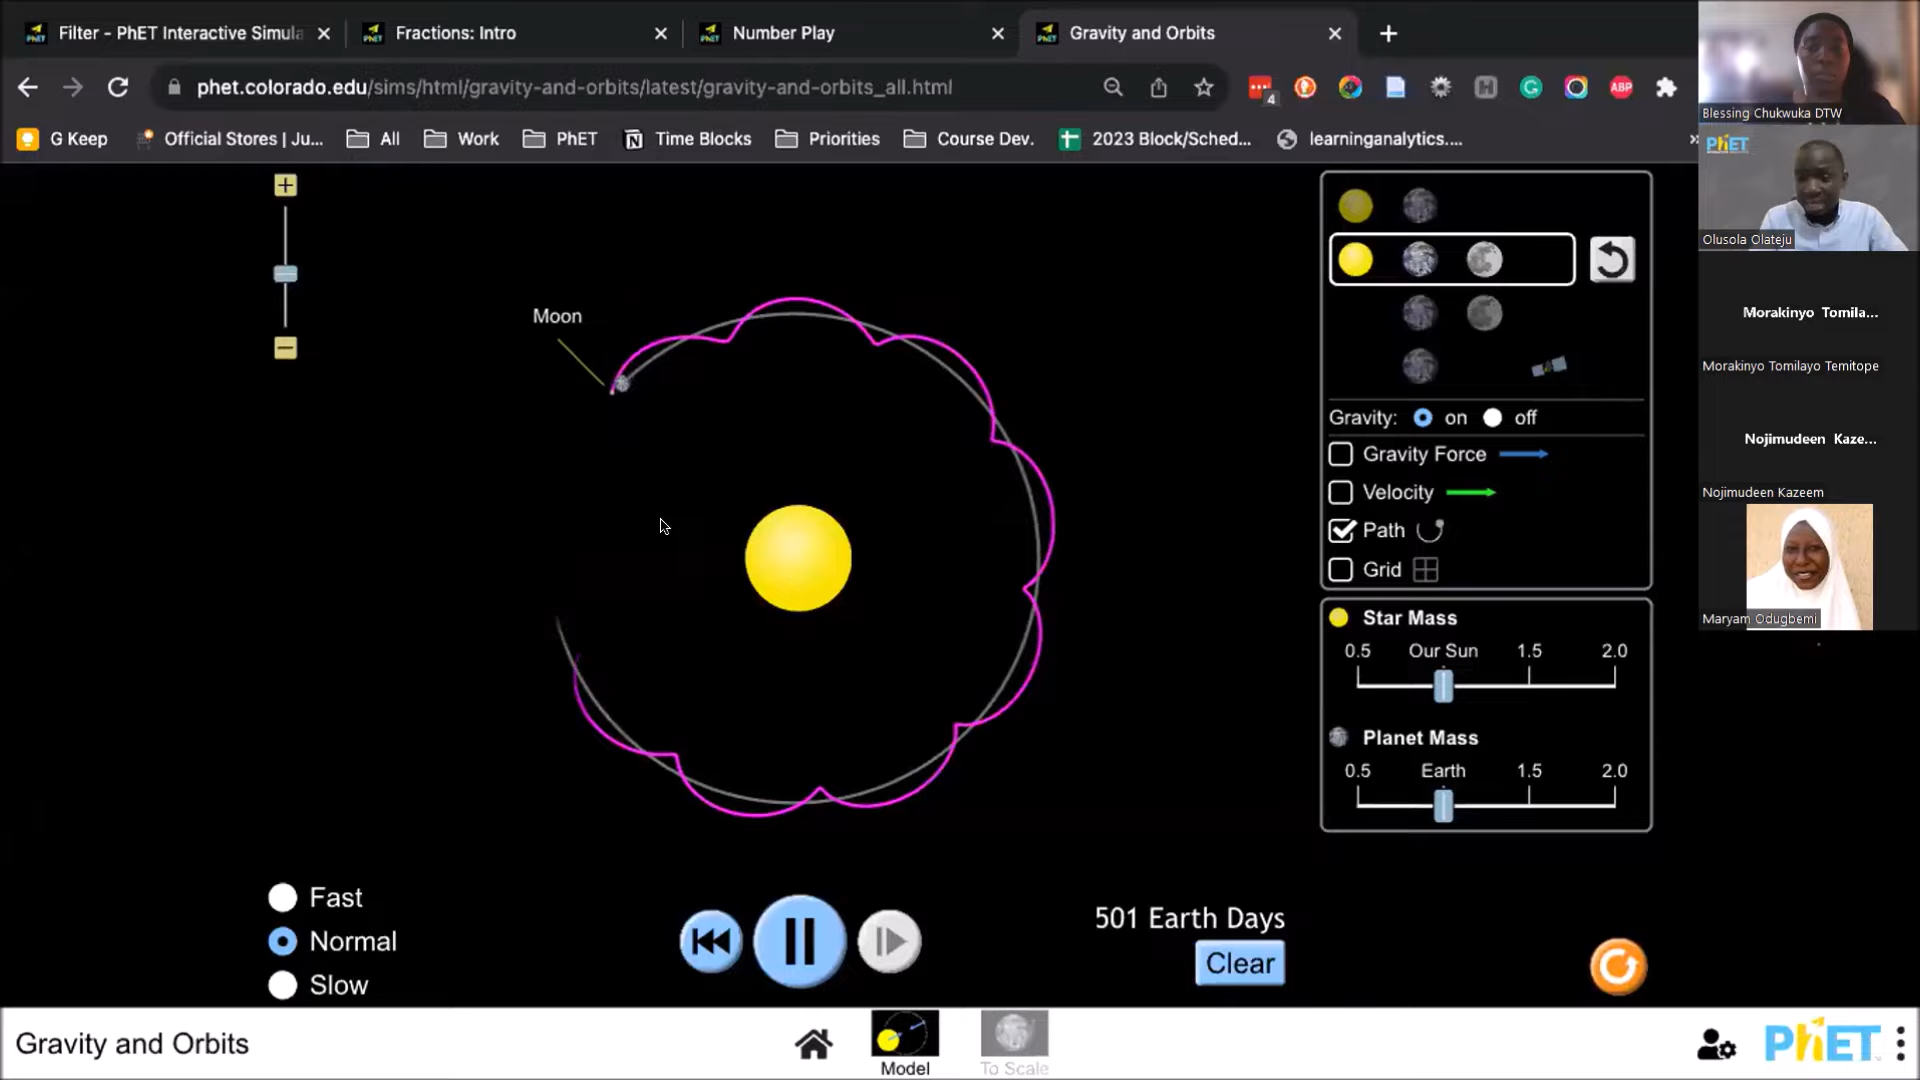 Filter - PhET Interactive Simula
Fractions: Intro
Number Play
Gravity and Orbits
phet.colorado.edu/sims/html/gravity-and-orbits/latest/gravity-and-orbits_all.html
4
ABP
G Keep
Official Stores | Ju...
All
Work
PhET
Time Blocks
Priorities
Course Dev.
2023 Block/Sched...
learninganalytics....
»
Blessing Chukwuka DTW
PhET
Olusola Olateju
Morakinyo Tomila...
Morakinyo Tomilayo Temitope
Nojimudeen Kaze...
Nojimudeen Kazeem
Maryam Odugbemi
Moon
Gravity: on off
Gravity Force
Velocity
Path
Grid
Star Mass
0.5 Our Sun 1.5 2.0
Planet Mass
0.5 Earth 1.5 2.0
Fast
Normal
Slow
501 Earth Days
Clear
Gravity and Orbits
Model
To Scale
PhET